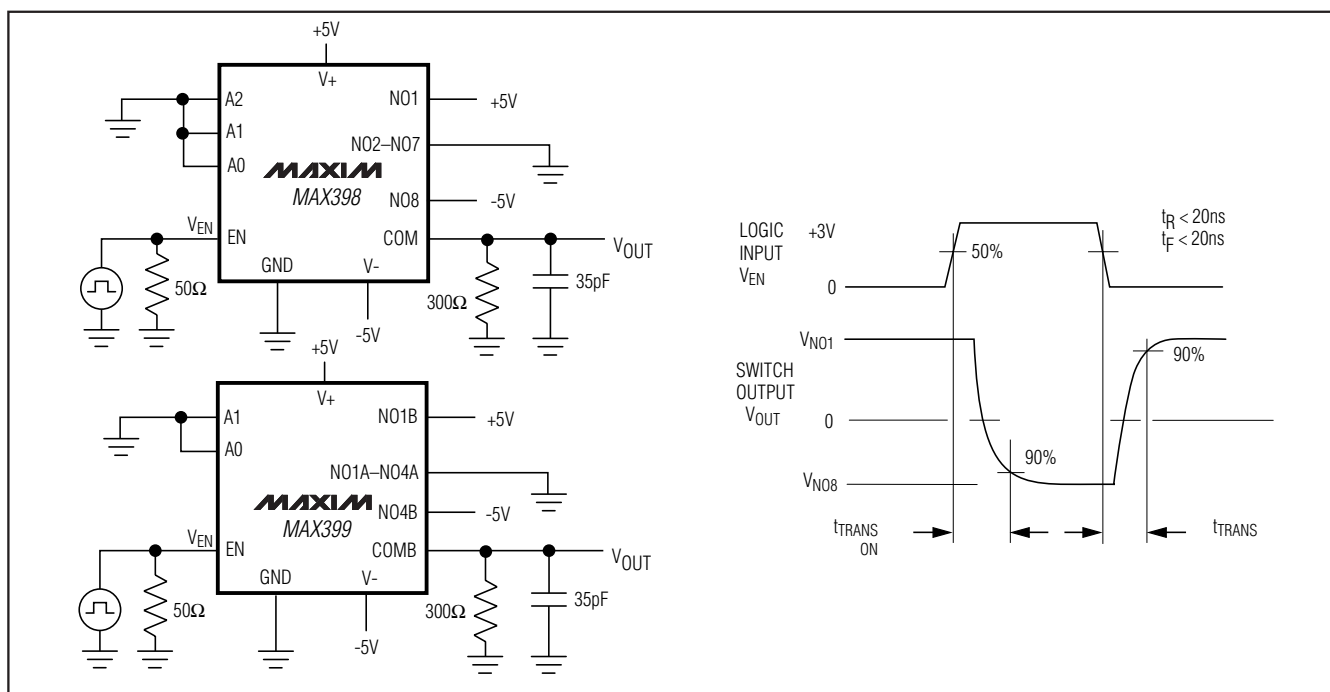 +5V
V+
A2
A1
A0
NO1
+5V
NO2–NO7
MAXIM
MAX398
NO8
-5V
VEN
EN
COM
VOUT
GND
V-
50Ω
300Ω
35pF
-5V
+5V
V+
A1
A0
NO1B
+5V
NO1A–NO4A
MAXIM
MAX399
NO4B
-5V
VEN
EN
COMB
VOUT
GND
V-
50Ω
300Ω
35pF
-5V
LOGIC
INPUT
VEN
+3V
50%
0
tR < 20ns
tF < 20ns
VNO1
SWITCH
OUTPUT
VOUT
0
90%
90%
VNO8
tTRANS
ON
tTRANS